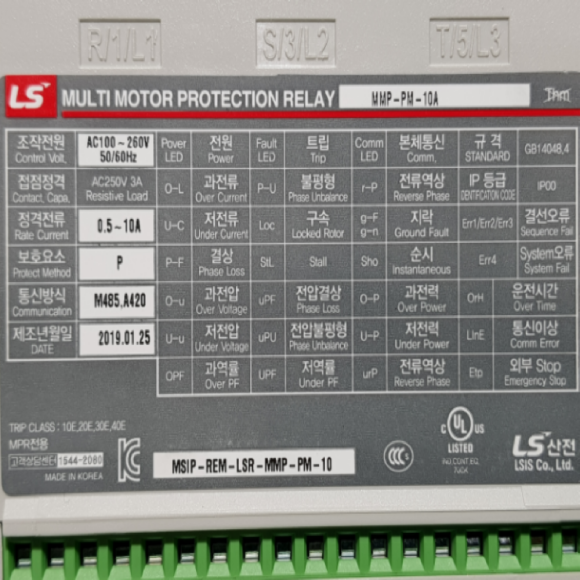 R/1/L1 S/3/L2 T/5/L3
LS MULTI MOTOR PROTECTION RELAY MMP-PM-10A
조작전원 Control Volt. AC100~260V 50/60Hz Power LED 전원 Power Fault LED 트립 Trip Comm LED 본체통신 Comm. 규 격 STANDARD GB14048.4
접점정격 Contact. Capa. AC250V 3A Resistive Load O-L 과전류 Over Current P-U 불평형 Phase Unbalance r-P 전류역상 Reverse Phase IP 등급 IDENTIFICATION CODE IP00
정격전류 Rate Current 0.5~10A U-C 저전류 Under Current Loc 구속 Locked Rotor g-F g-n 지락 Ground Fault Err1/Err2/Err3 결선오류 Sequence Fail
보호요소 Protect Method P P-F 결상 Phase Loss StL Stall Sho 순시 Instantaneous Err4 System오류 System Fail
통신방식 Communication M485,A420 O-u 과전압 Over Voltage uPF 전압결상 Phase Loss O-P 과전력 Over Power OrH 운전시간 Over Time
제조년월일 DATE 2019.01.25 U-u 저전압 Under Voltage uPU 전압불평형 Phase Unbalance U-P 저전력 Under Power LInE 통신이상 Comm Error
OPF 과역률 Over PF UPF 저역률 Under PF urP 전류역상 Reverse Phase Etp 외부 Stop Emergency Stop
TRIP CLASS : 10E,20E,30E,40E
MPR전용
고객상담센터 1544-2080
MADE IN KOREA
MSIP-REM-LSR-MMP-PM-10
CCC
c UL US
LISTED
IND.CONT.EQ.
LS산전
LSIS Co., Ltd.